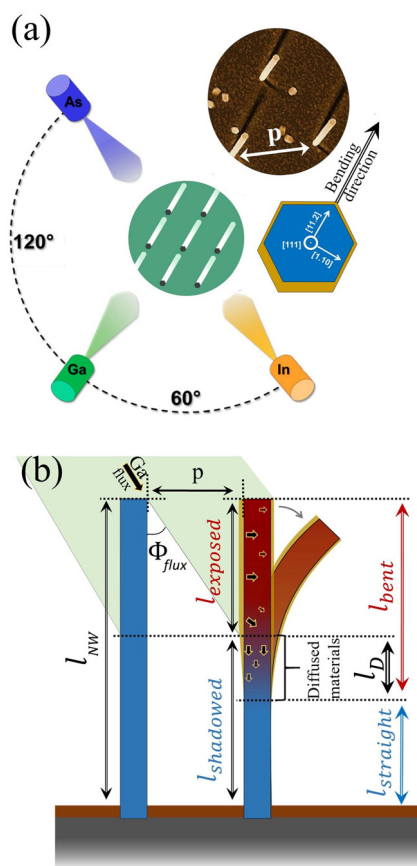 (a)
As
p
Bending
direction
[11.2]
[111]
[1.10]
120°
Ga
In
60°
(b)
Ga
flux
p
Φflux
lexposed
lbent
lNW
Diffused
materials
lD
lshadowed
lstraight